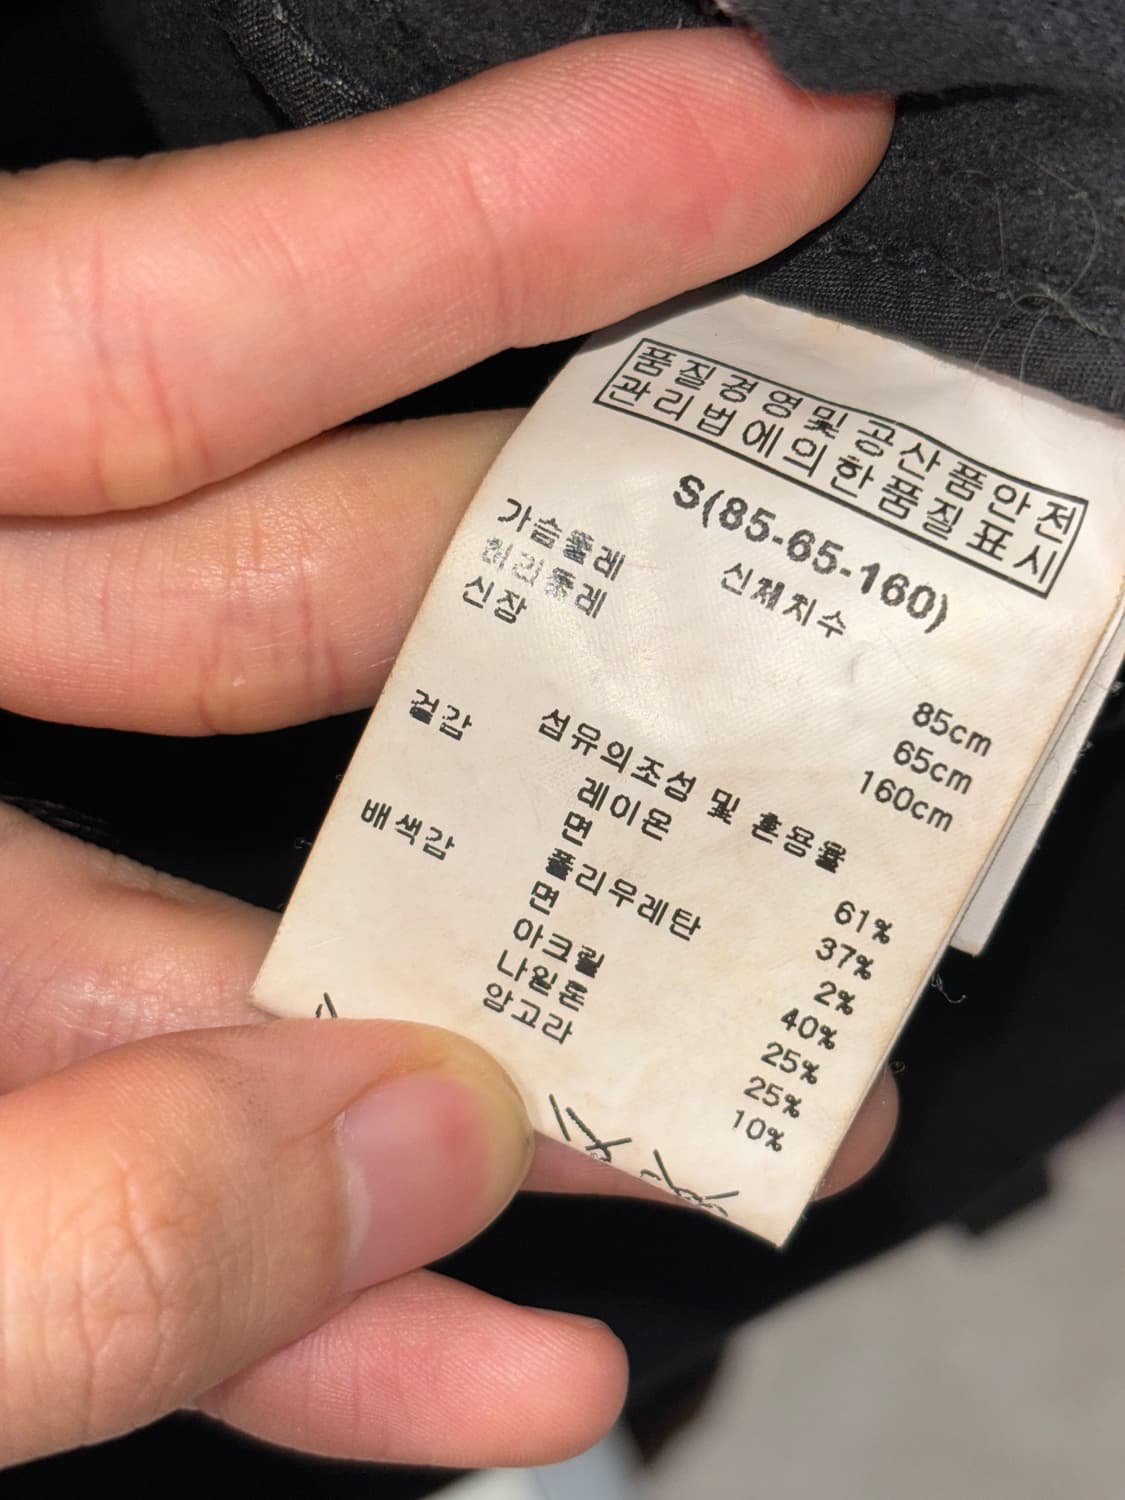 품질경영및공산품안전
관리법에의한품질표시
S(85-65-160)
신체치수
가슴둘레 85cm
허리둘레 65cm
신장 160cm
섬유의조성 및 혼용율
겉감 레이온 61%
면 37%
폴리우레탄 2%
배색감 면 40%
아크릴 25%
나일론 25%
앙고라 10%